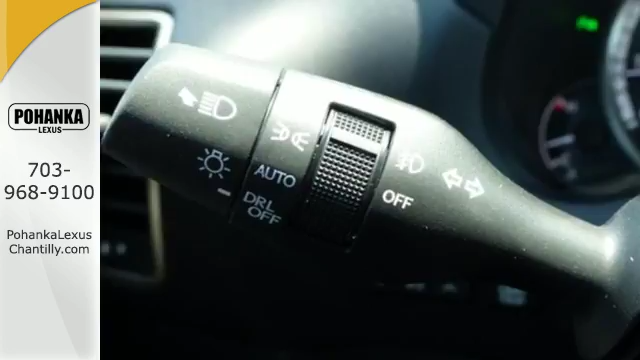 POHANKA
LEXUS
703-
968-9100
PohankaLexus
Chantilly.com
AUTO
DRL
OFF
OFF